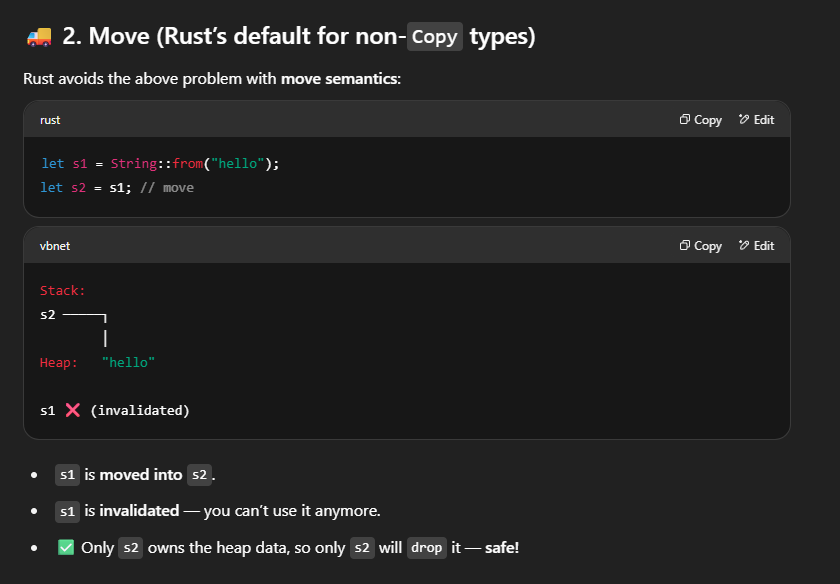 🚚 2. Move (Rust’s default for non-Copy types)
Rust avoids the above problem with move semantics:
rust Copy Edit
let s1 = String::from("hello");
let s2 = s1; // move
vbnet Copy Edit
Stack:
s2 ─────┐
│
Heap: "hello"
s1 ❌ (invalidated)
• s1 is moved into s2.
• s1 is invalidated — you can’t use it anymore.
• ✅ Only s2 owns the heap data, so only s2 will drop it — safe!